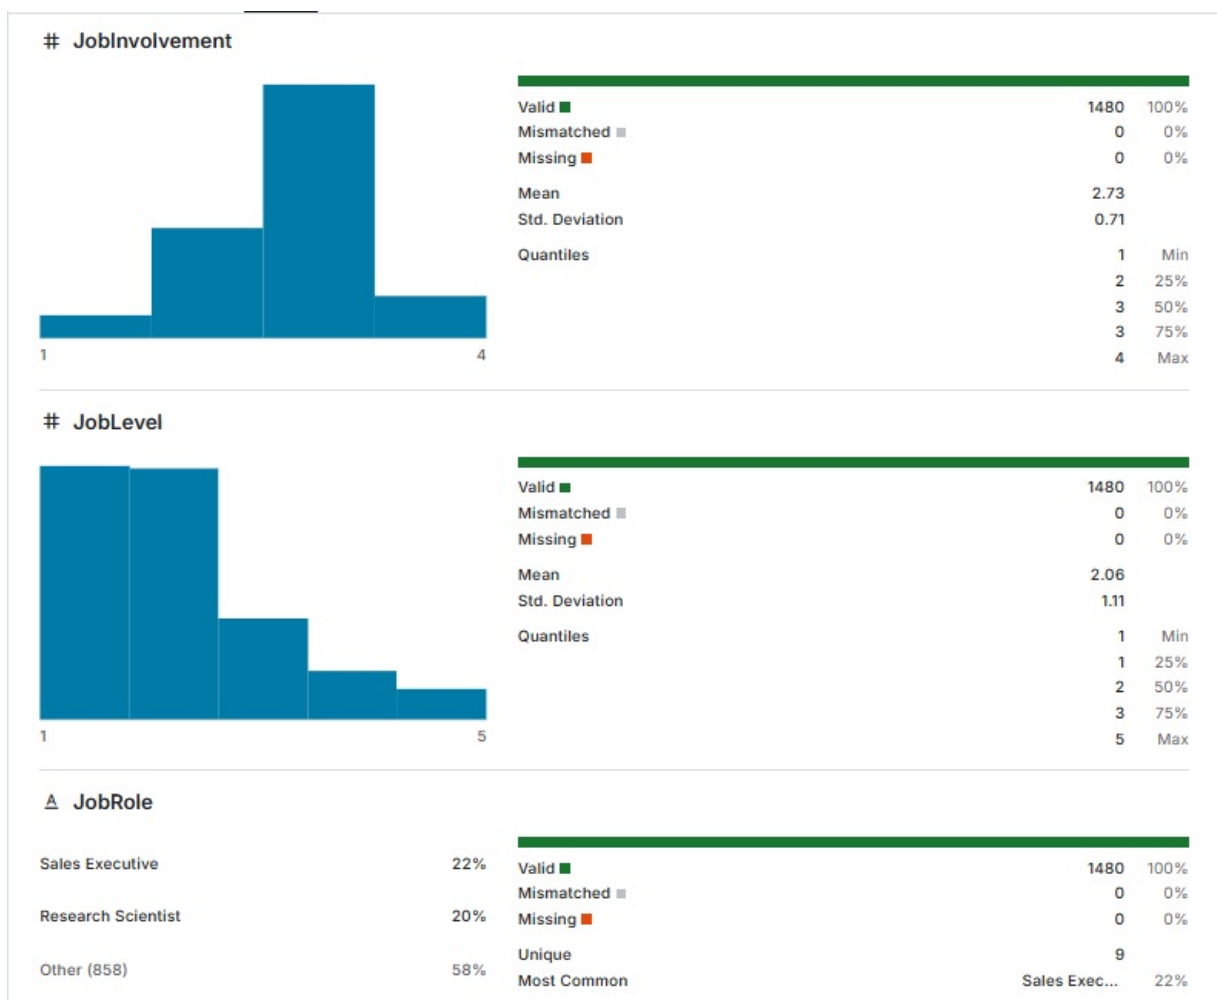 # JobInvolvement
Valid 1480 100%
Mismatched 0 0%
Missing 0 0%
Mean 2.73
Std. Deviation 0.71
Quantiles 1 Min
2 25%
3 50%
3 75%
4 Max
1 4
# JobLevel
Valid 1480 100%
Mismatched 0 0%
Missing 0 0%
Mean 2.06
Std. Deviation 1.11
Quantiles 1 Min
1 25%
2 50%
3 75%
5 Max
1 5
A JobRole
Sales Executive 22%
Research Scientist 20%
Other (858) 58%
Valid 1480 100%
Mismatched 0 0%
Missing 0 0%
Unique 9
Most Common Sales Exec... 22%